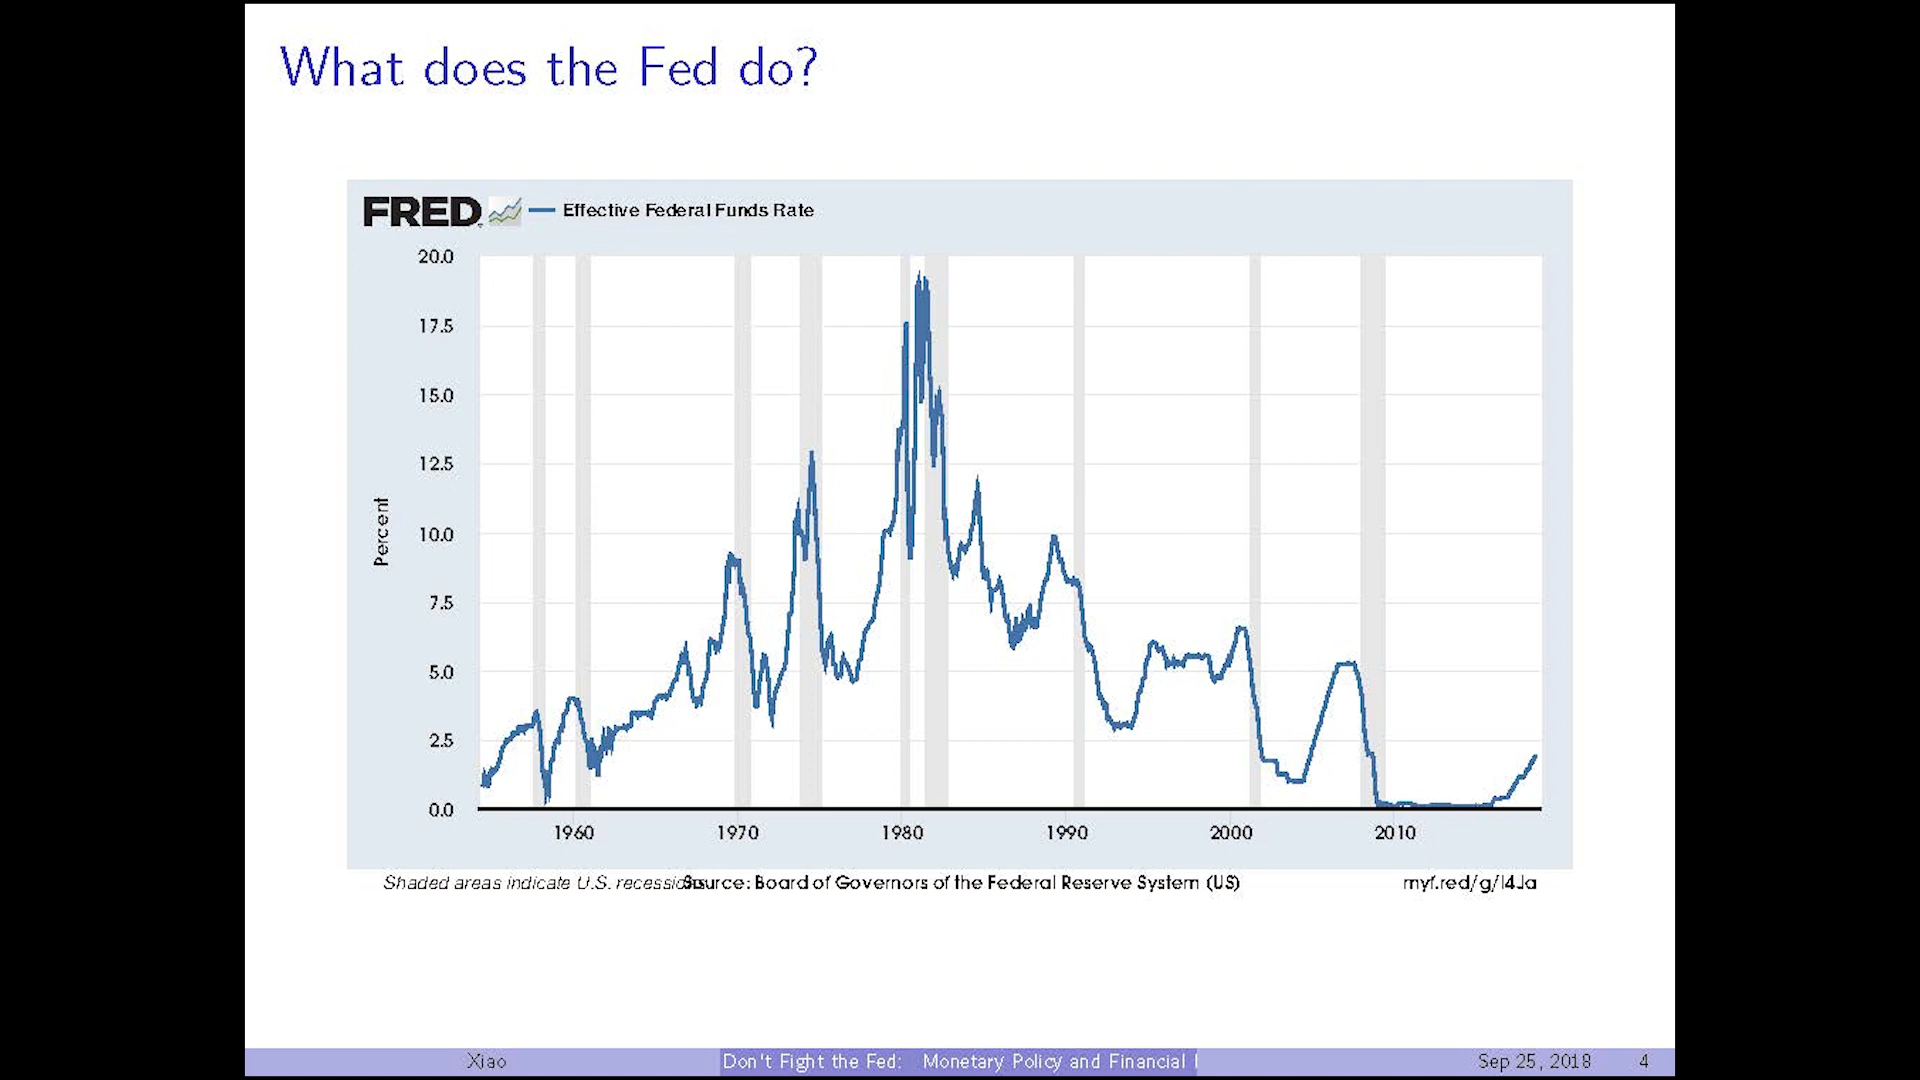 What does the Fed do?
FRED
Effective Federal Funds Rate
20.0
17.5
15.0
12.5
10.0
7.5
5.0
2.5
0.0
Percent
1960 1970 1980 1990 2000 2010
Shaded areas indicate U.S. Source: Board of Governors of the Federal Reserve System (US) myf.red/g/l4Ja
Xiao Don't Fight the Fed: Monetary Policy and Financial Sep 25, 2018 4